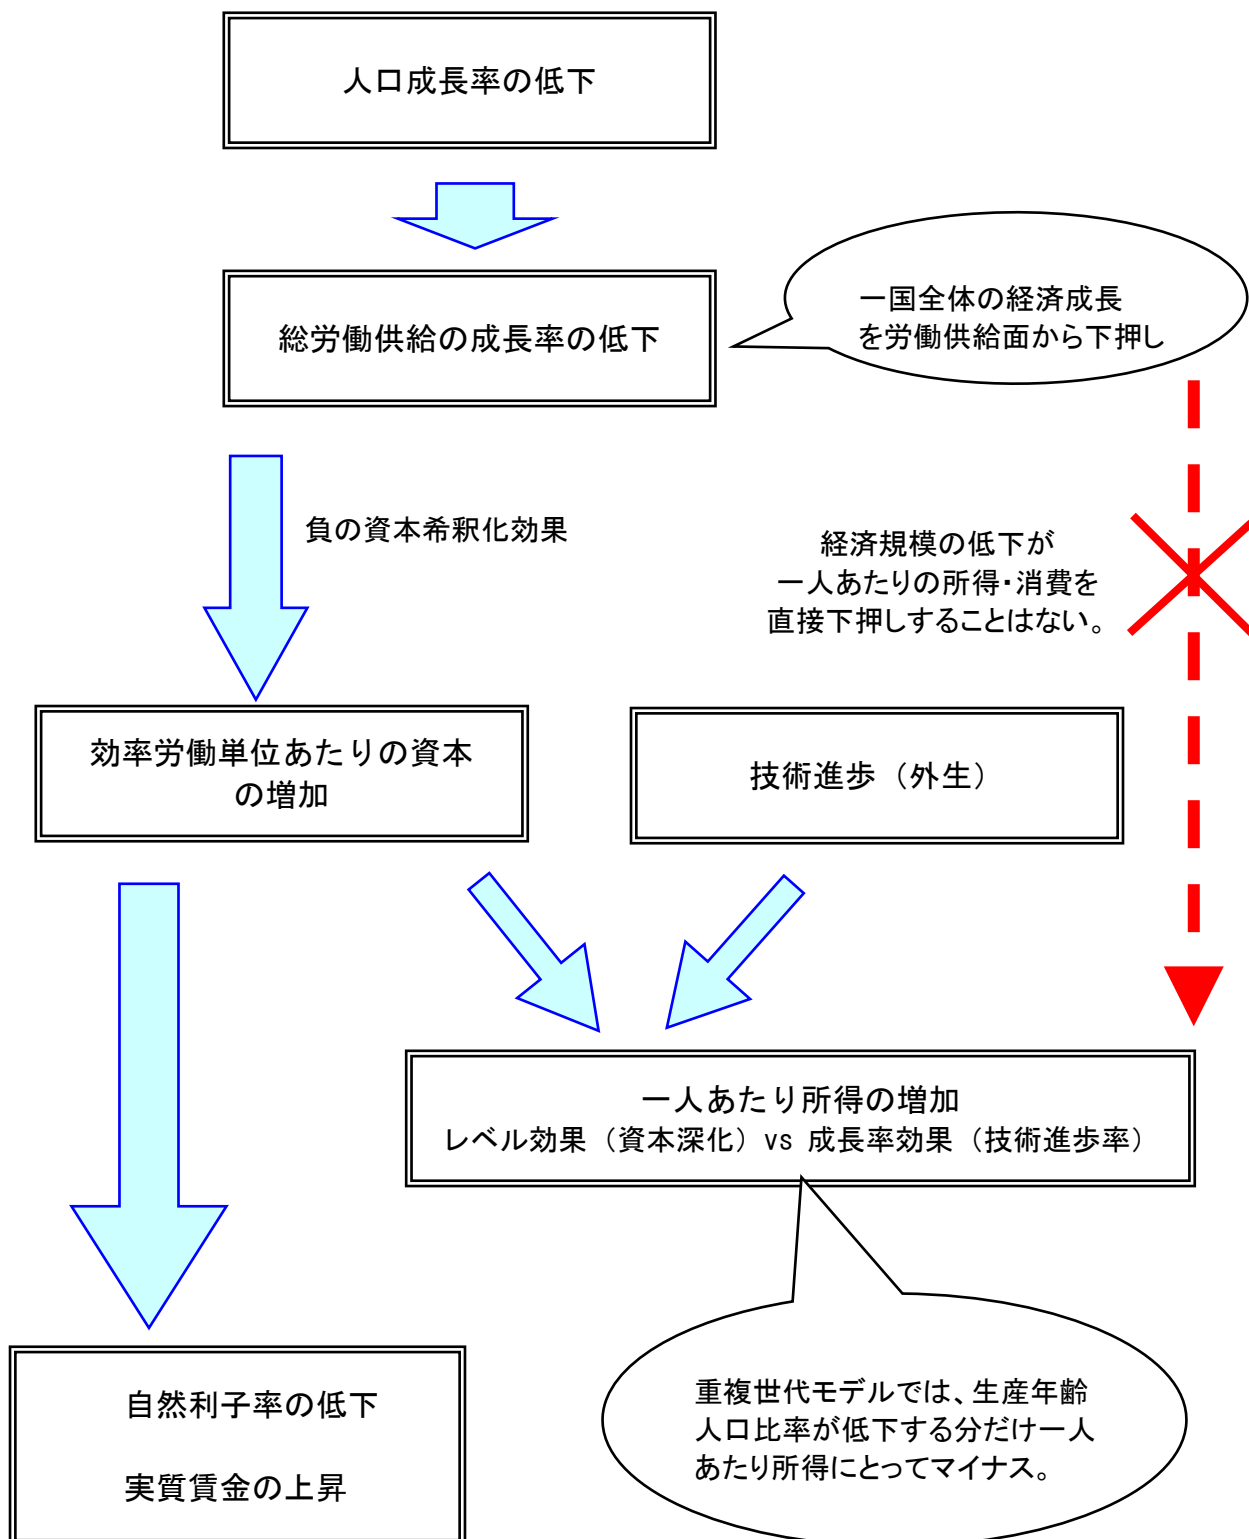 人口成長率の低下
総労働供給の成長率の低下
一国全体の経済成長
を労働供給面から下押し
負の資本希釈化効果
経済規模の低下が
一人あたりの所得・消費を
直接下押しすることはない。
効率労働単位あたりの資本
の増加
技術進歩（外生）
一人あたり所得の増加
レベル効果（資本深化）vs 成長率効果（技術進歩率）
自然利子率の低下
実質賃金の上昇
重複世代モデルでは、生産年齢
人口比率が低下する分だけ一人
あたり所得にとってマイナス。